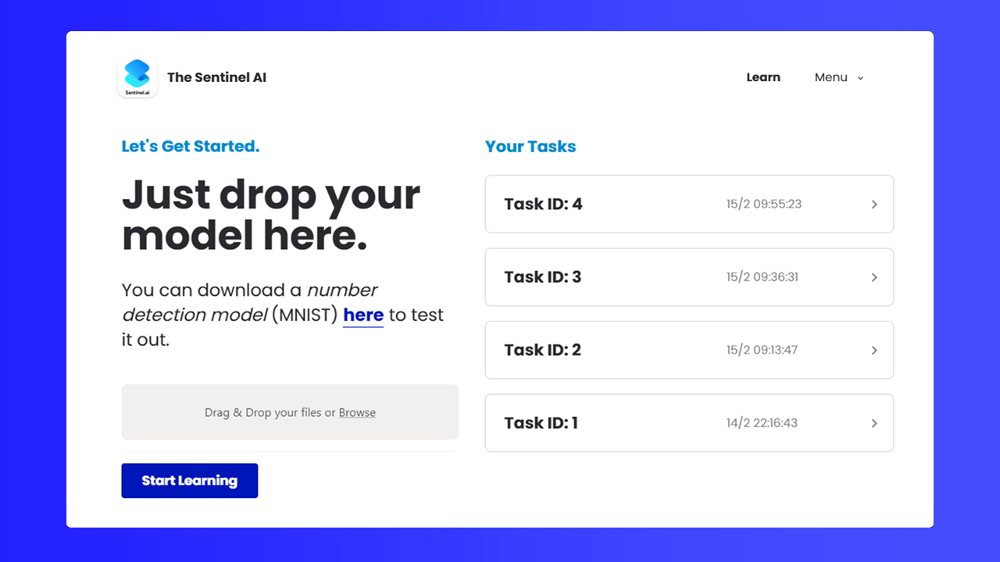 Sentinel.ai
The Sentinel AI
Learn
Menu
Let's Get Started.
Just drop your
model here.
You can download a number
detection model (MNIST) here to test
it out.
Drag & Drop your files or Browse
Start Learning
Your Tasks
Task ID: 4 15/2 09:55:23
Task ID: 3 15/2 09:36:31
Task ID: 2 15/2 09:13:47
Task ID: 1 14/2 22:16:43